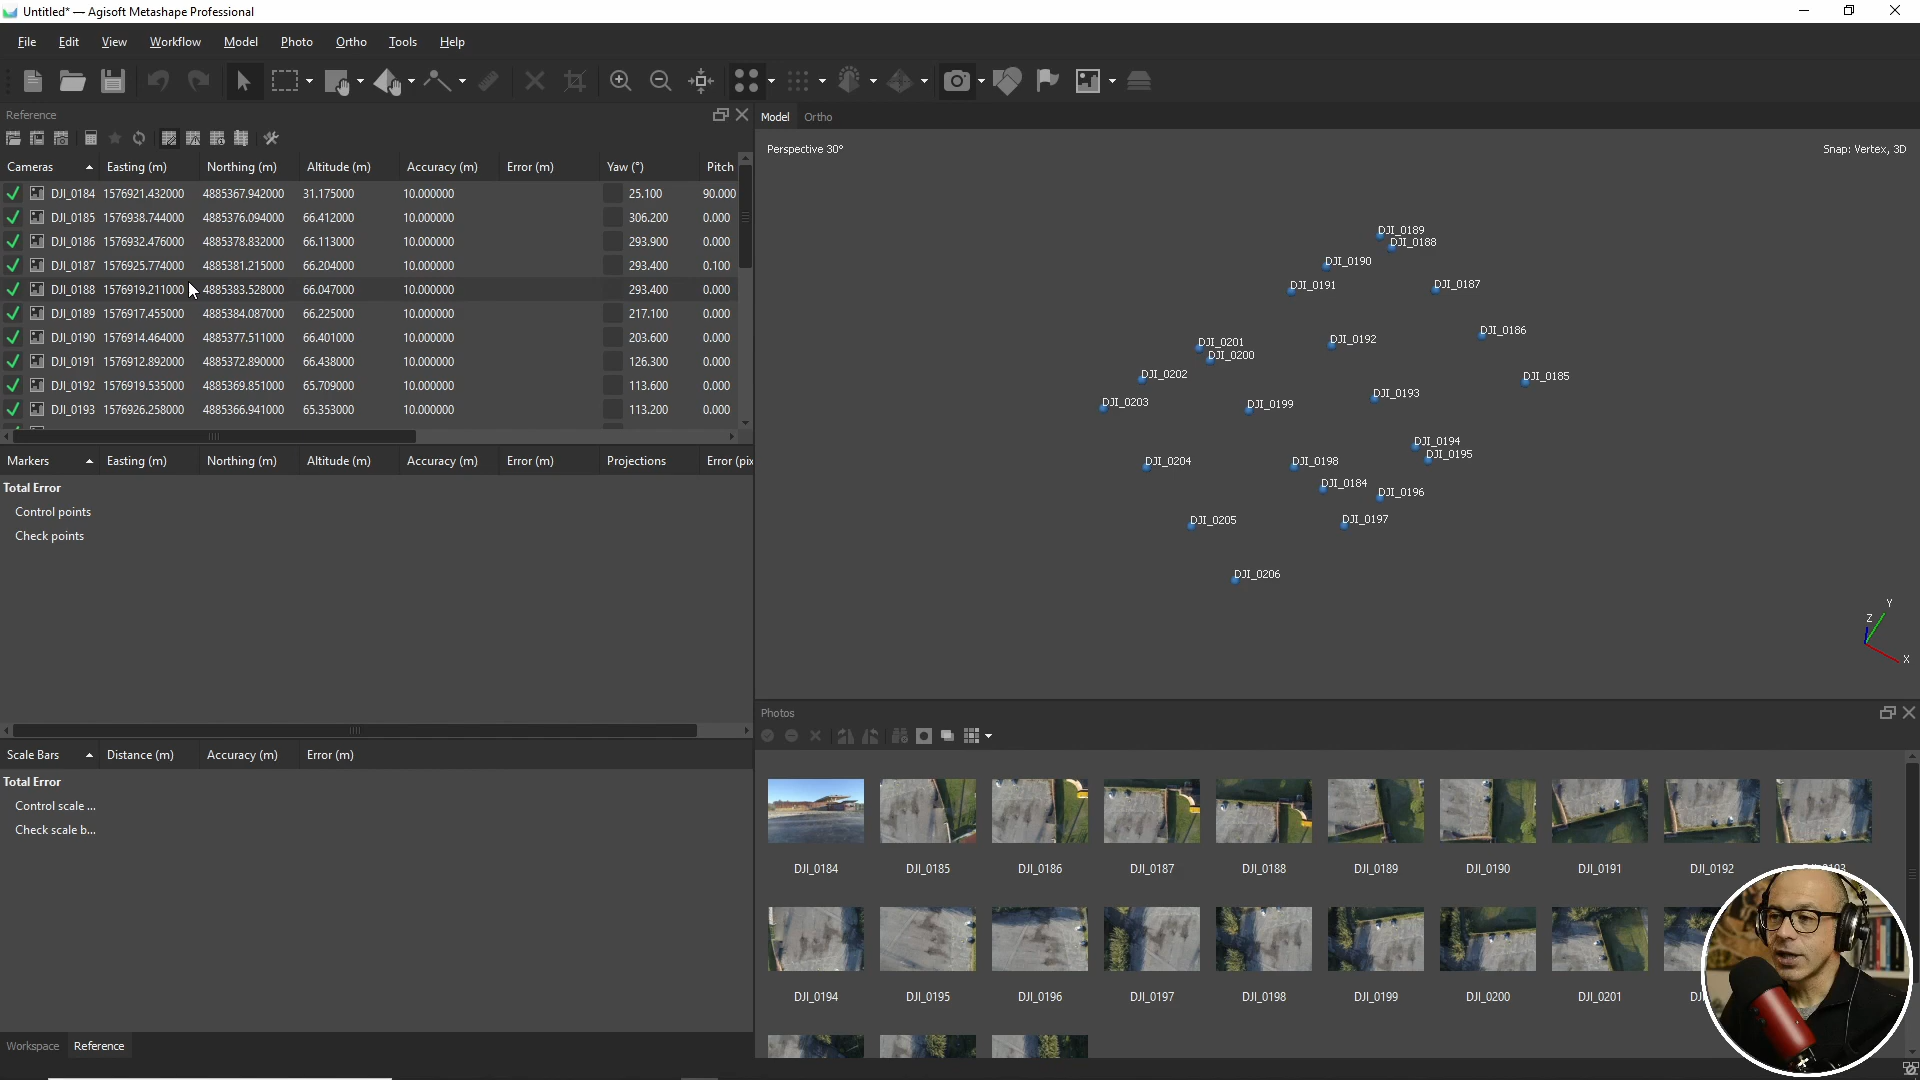 Untitled* — Agisoft Metashape Professional
File Edit View Workflow Model Photo Ortho Tools Help
Reference
Cameras Easting (m) Northing (m) Altitude (m) Accuracy (m) Error (m) Yaw (°) Pitch
DJI_0184 1576921.432000 4885367.942000 31.175000 10.000000 25.100 90.000
DJI_0185 1576938.744000 4885376.094000 66.412000 10.000000 306.200 0.000
DJI_0186 1576932.476000 4885378.832000 66.113000 10.000000 293.900 0.000
DJI_0187 1576925.774000 4885381.215000 66.204000 10.000000 293.400 0.100
DJI_0188 1576919.211000 4885383.528000 66.047000 10.000000 293.400 0.000
DJI_0189 1576917.455000 4885384.087000 66.225000 10.000000 217.100 0.000
DJI_0190 1576914.464000 4885377.511000 66.401000 10.000000 203.600 0.000
DJI_0191 1576912.892000 4885372.890000 66.438000 10.000000 126.300 0.000
DJI_0192 1576919.535000 4885369.851000 65.709000 10.000000 113.600 0.000
DJI_0193 1576926.258000 4885366.941000 65.353000 10.000000 113.200 0.000
Markers Easting (m) Northing (m) Altitude (m) Accuracy (m) Error (m) Projections Error (pix
Total Error
Control points
Check points
Scale Bars Distance (m) Accuracy (m) Error (m)
Total Error
Control scale ...
Check scale b...
Workspace Reference
Model Ortho
Perspective 30°
Snap: Vertex, 3D
DJI_0189
DJI_0188
DJI_0190
DJI_0191
DJI_0187
DJI_0186
DJI_0192
DJI_0201
DJI_0200
DJI_0202
DJI_0185
DJI_0193
DJI_0203
DJI_0199
DJI_0194
DJI_0195
DJI_0204
DJI_0198
DJI_0184
DJI_0196
DJI_0205
DJI_0197
DJI_0206
Y
Z
X
Photos
DJI_0184 DJI_0185 DJI_0186 DJI_0187 DJI_0188 DJI_0189 DJI_0190 DJI_0191 DJI_0192
DJI_0194 DJI_0195 DJI_0196 DJI_0197 DJI_0198 DJI_0199 DJI_0200 DJI_0201